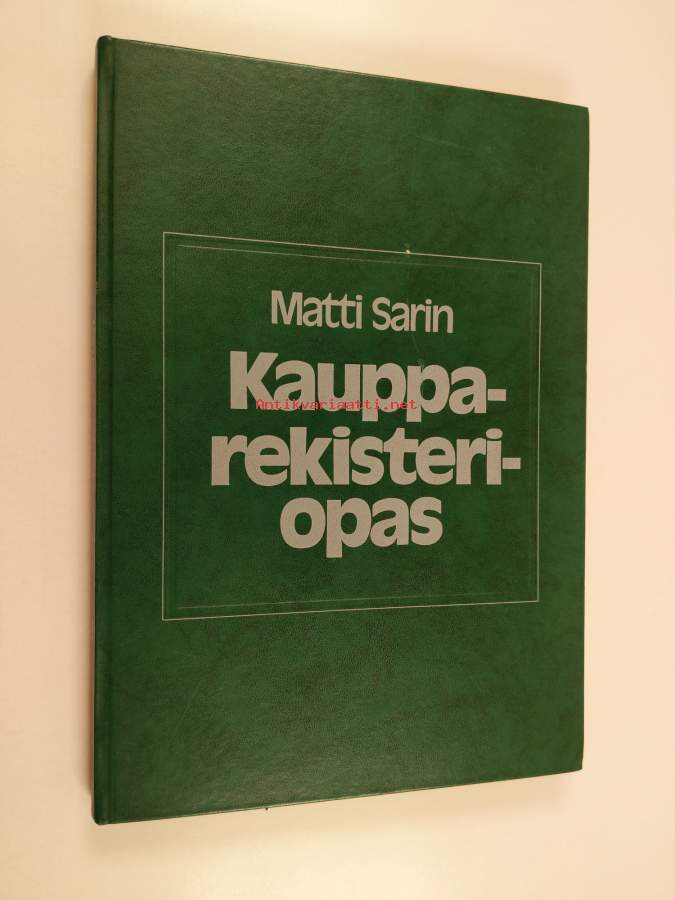 Matti Sarin
Kauppa-
Antikvariaatti.net
rekisteri-
opas